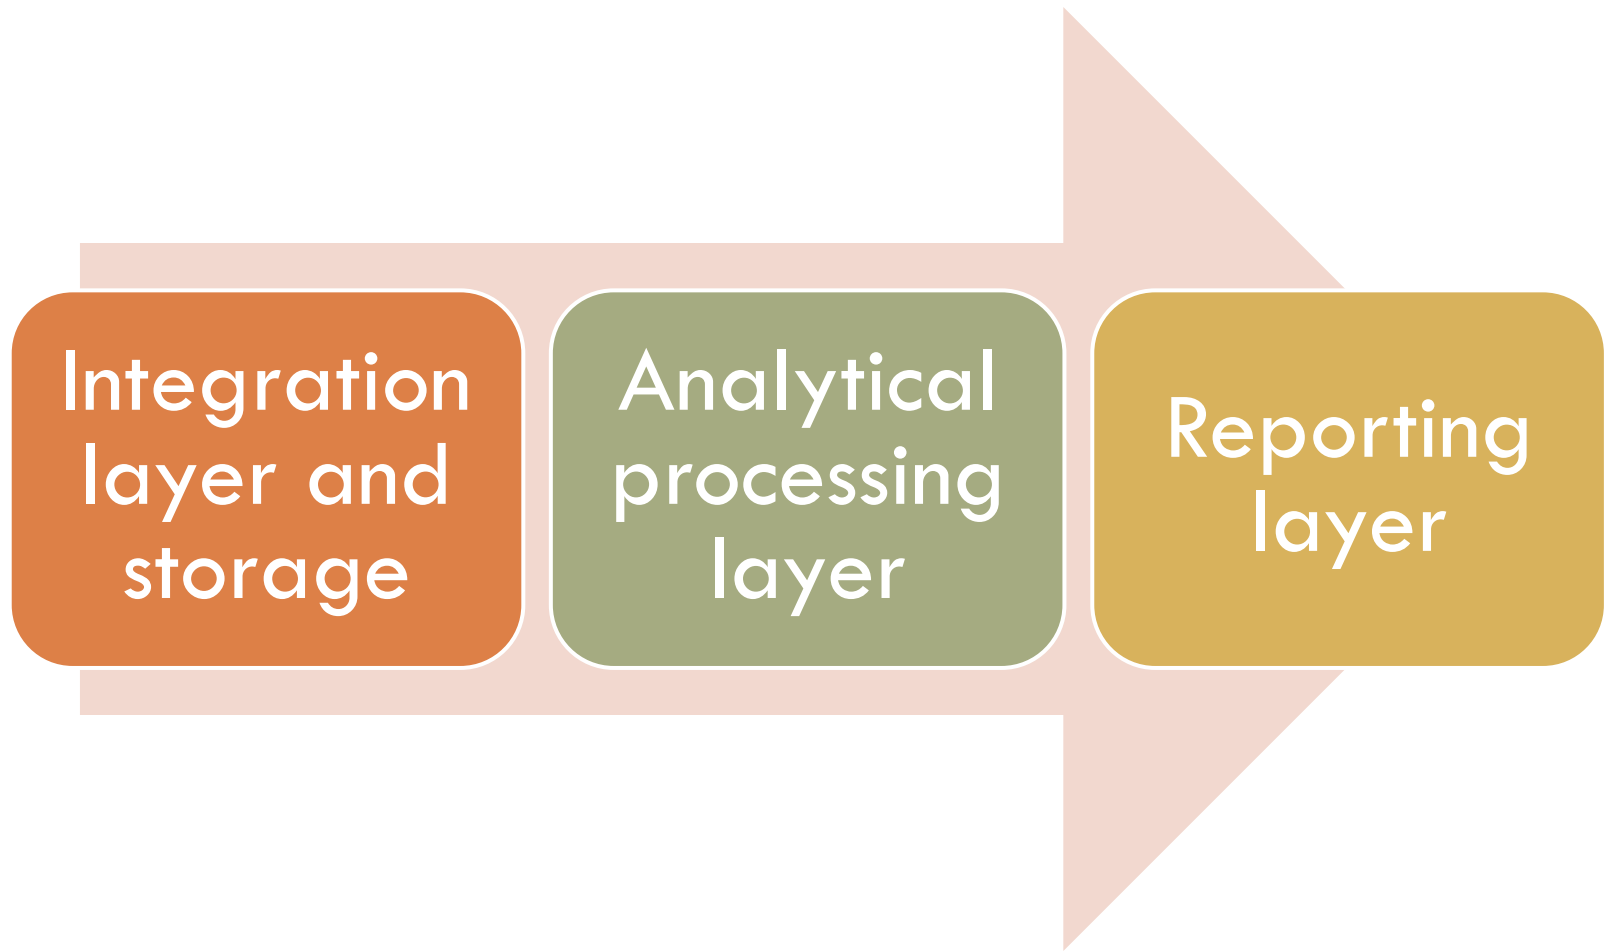 Integration
layer and
storage
Analytical
processing
layer
Reporting
layer